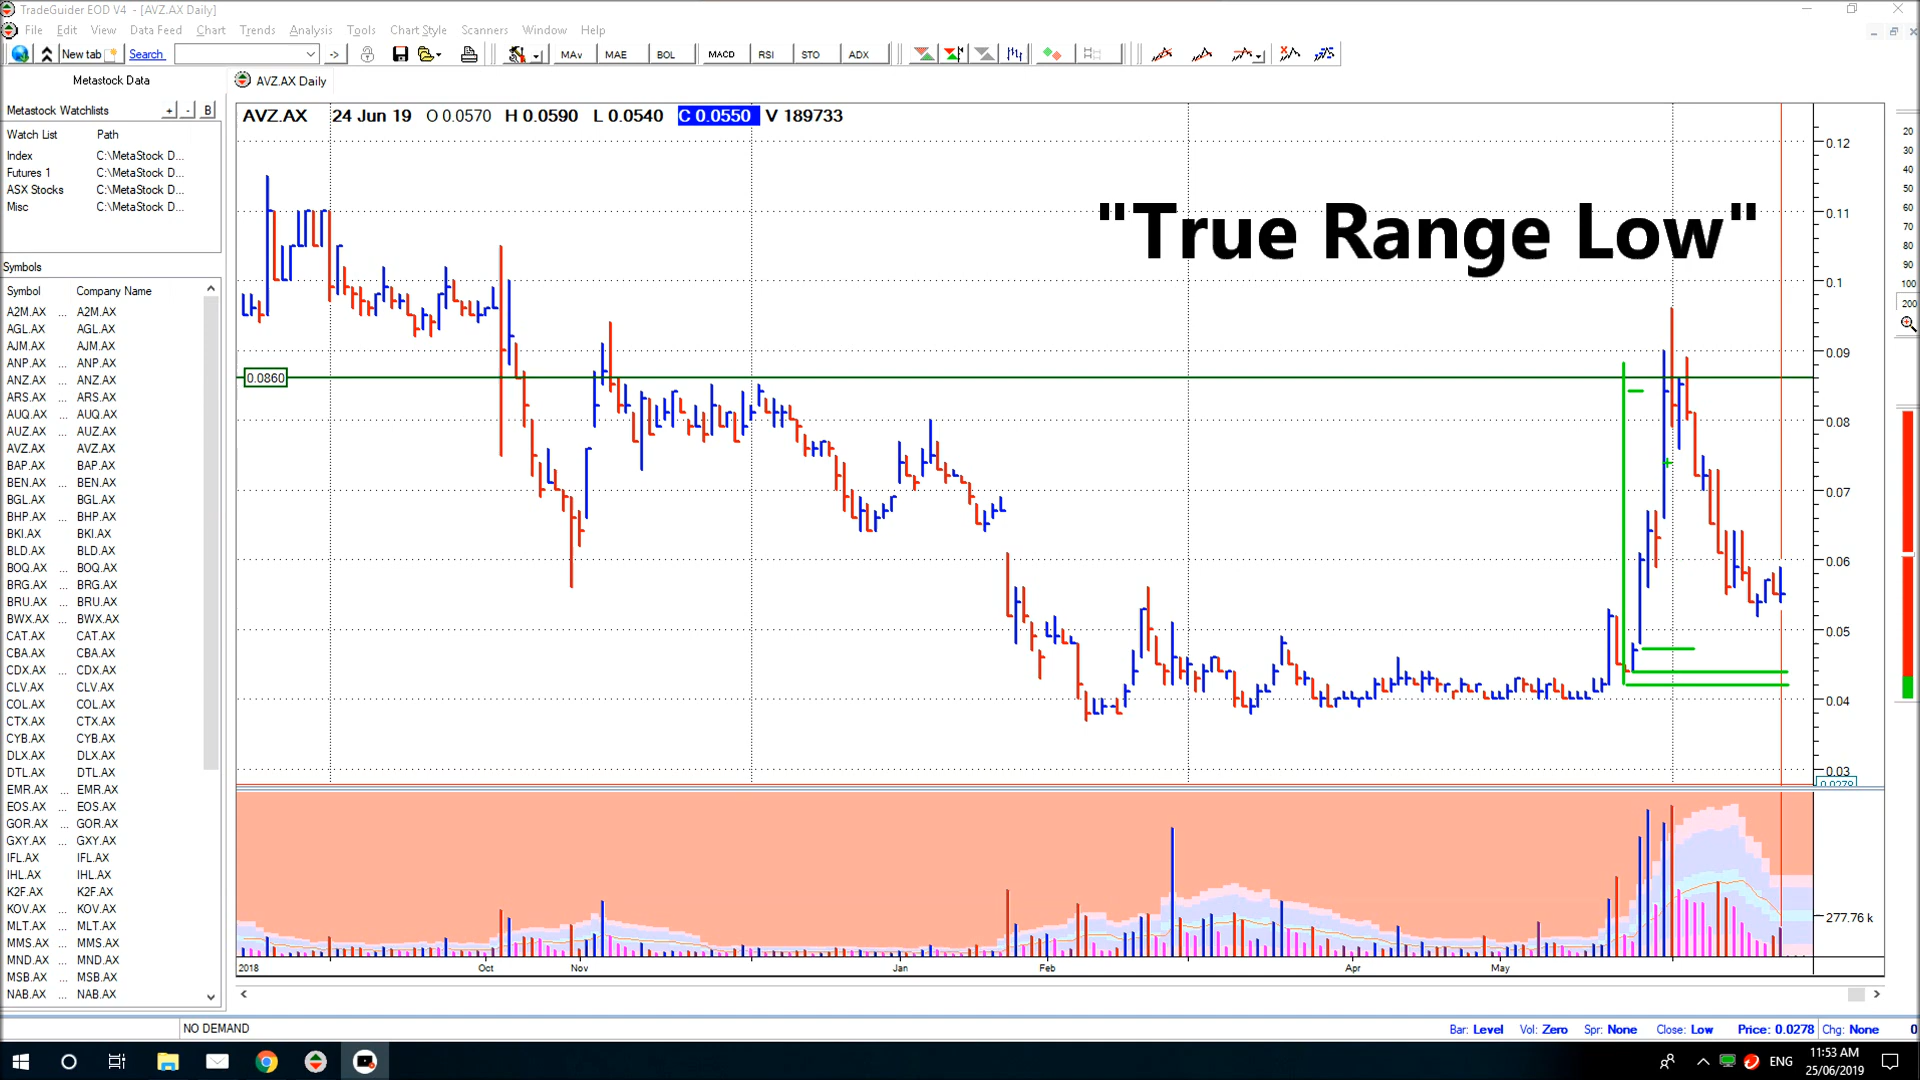 TradeGuider EOD V4 - [AVZ.AX Daily]
File Edit View Data Feed Chart Trends Analysis Tools Chart Style Scanners Window Help
New tab Search -> MAv MAE BOL MACD RSI STO ADX
Metastock Data
AVZ.AX Daily
Metastock Watchlists + - B
Watch List Path
Index C:\MetaStock D...
Futures 1 C:\MetaStock D...
ASX Stocks C:\MetaStock D...
Misc C:\MetaStock D...
Symbols
Symbol Company Name
A2M.AX ... A2M.AX
AGL.AX AGL.AX
AJM.AX AJM.AX
ANP.AX ... ANP.AX
ANZ.AX ... ANZ.AX
ARS.AX ... ARS.AX
AUQ.AX ... AUQ.AX
AUZ.AX ... AUZ.AX
AVZ.AX AVZ.AX
BAP.AX ... BAP.AX
BEN.AX ... BEN.AX
BGL.AX BGL.AX
BHP.AX ... BHP.AX
BKI.AX BKI.AX
BLD.AX BLD.AX
BOQ.AX ... BOQ.AX
BRG.AX ... BRG.AX
BRU.AX ... BRU.AX
BWX.AX ... BWX.AX
CAT.AX CAT.AX
CBA.AX ... CBA.AX
CDX.AX ... CDX.AX
CLV.AX CLV.AX
COL.AX ... COL.AX
CTX.AX CTX.AX
CYB.AX CYB.AX
DLX.AX DLX.AX
DTL.AX DTL.AX
EMR.AX ... EMR.AX
EOS.AX ... EOS.AX
GOR.AX ... GOR.AX
GXY.AX ... GXY.AX
IFL.AX IFL.AX
IHL.AX IHL.AX
K2F.AX K2F.AX
KOV.AX ... KOV.AX
MLT.AX ... MLT.AX
MMS.AX ... MMS.AX
MND.AX ... MND.AX
MSB.AX ... MSB.AX
NAB.AX ... NAB.AX
AVZ.AX 24 Jun 19 O 0.0570 H 0.0590 L 0.0540 C 0.0550 V 189733
"True Range Low"
0.0860
0.12
0.11
0.1
0.09
0.08
0.07
0.06
0.05
0.04
0.03
0.0278
277.76 k
20
30
40
50
60
70
80
90
100
200
2018 Oct Nov Jan Feb Apr May
NO DEMAND
Bar: Level Vol: Zero Spr: None Close: Low Price: 0.0278 Chg: None 0
ENG
11:53 AM
25/06/2019